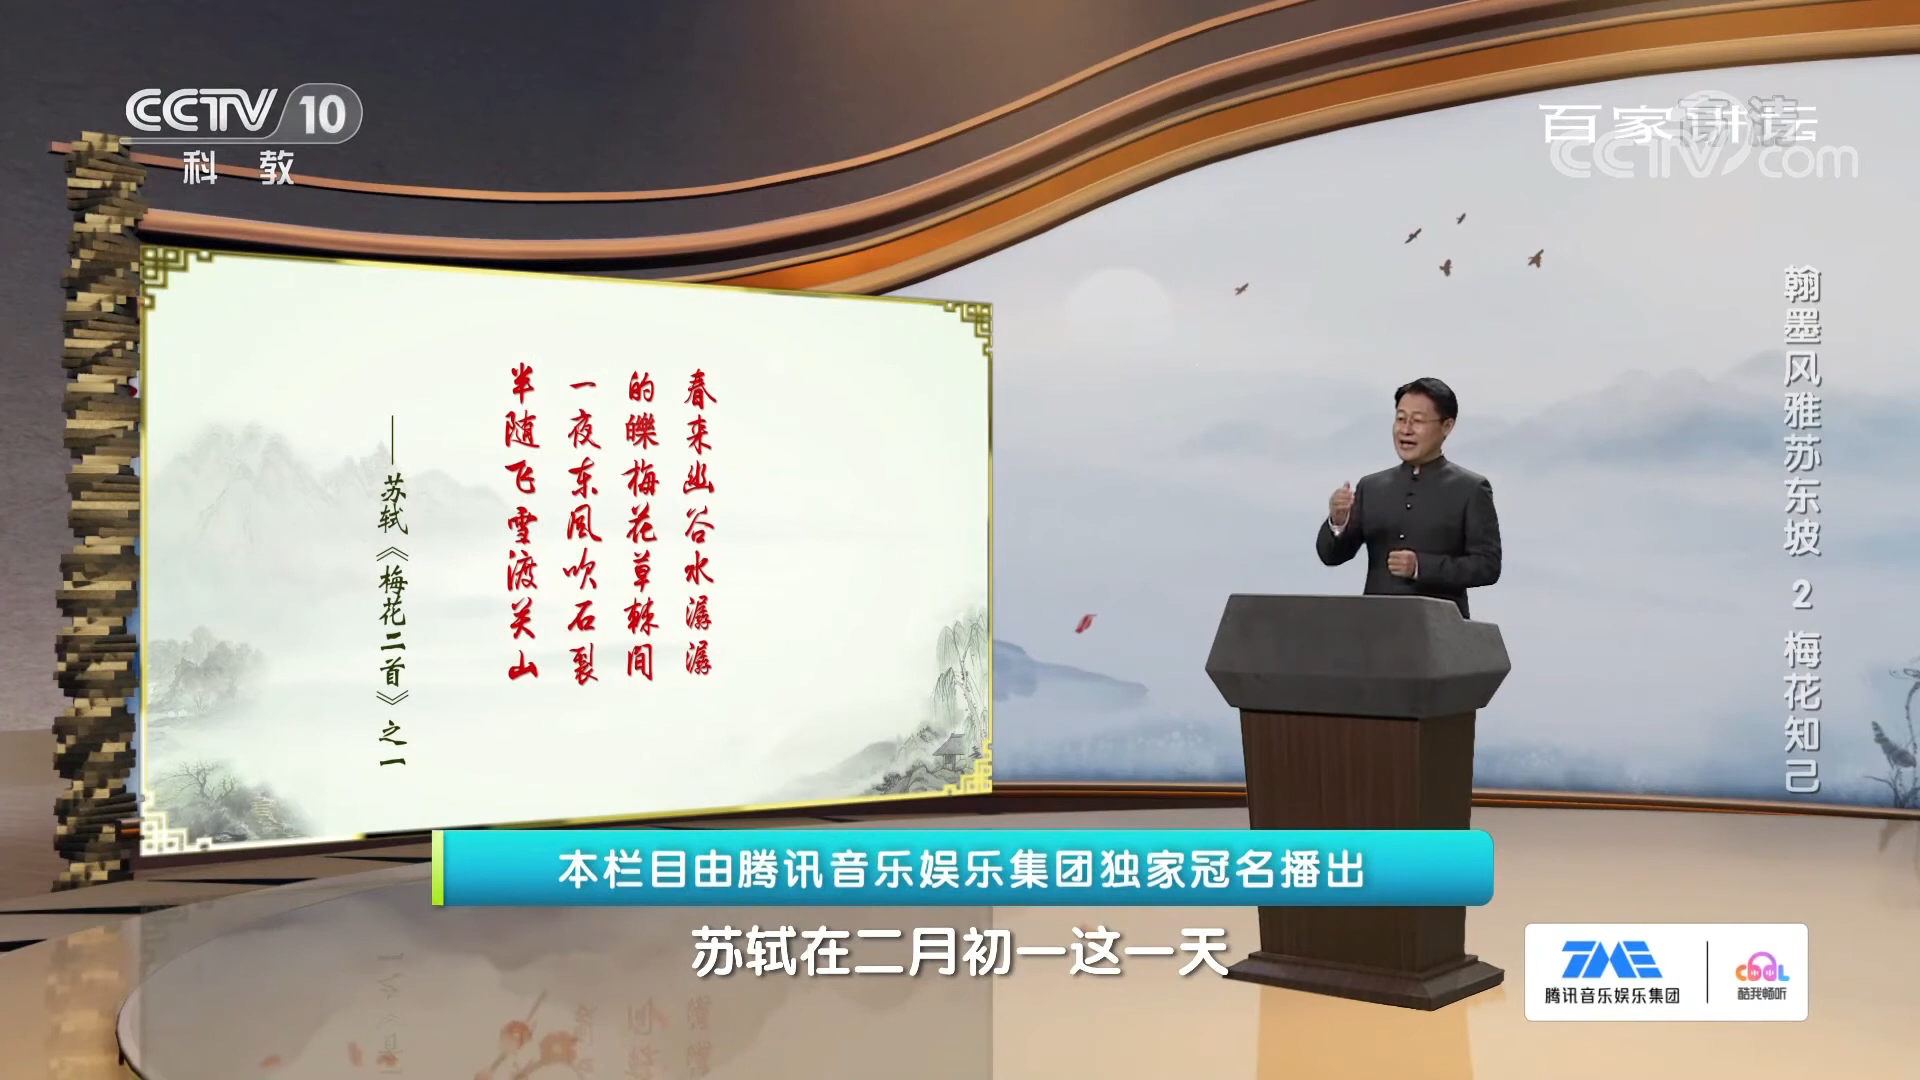 CCTV 10
科 教
百家讲坛
高清
CCTV.com
翰墨风雅苏东坡 2 梅花知己
春来幽谷水潺潺
的皪梅花草棘间
一夜东风吹石裂
半随飞雪渡关山
——苏轼《梅花二首》之一
本栏目由腾讯音乐娱乐集团独家冠名播出
苏轼在二月初一这一天
TME
腾讯音乐娱乐集团
COOL
酷我畅听